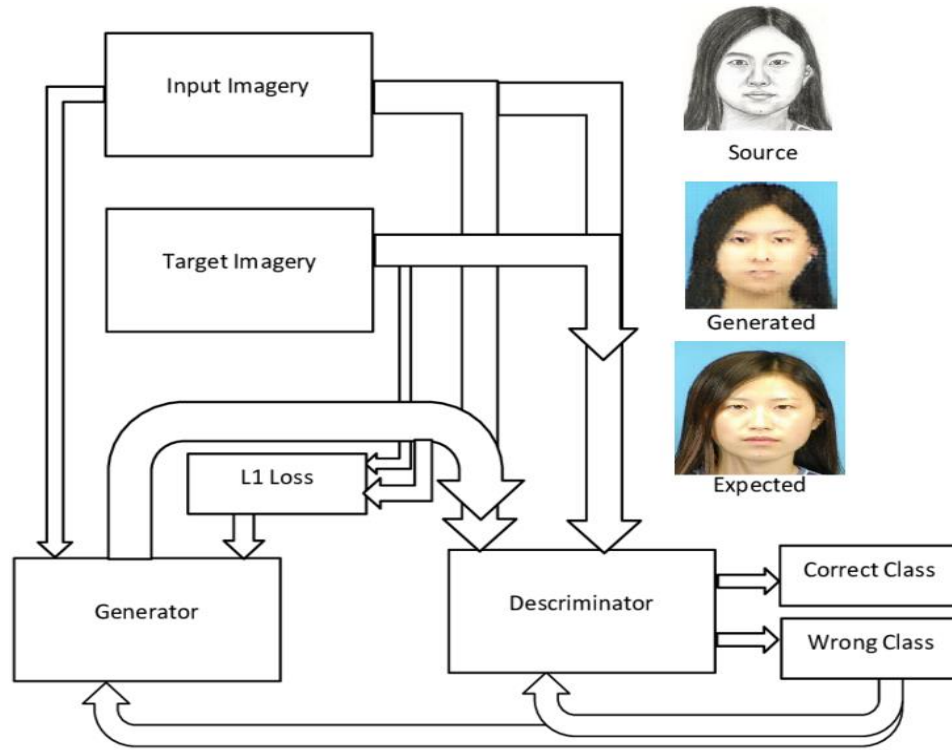 Input Imagery
Source
Target Imagery
Generated
L1 Loss
Expected
Generator
Descriminator
Correct Class
Wrong Class